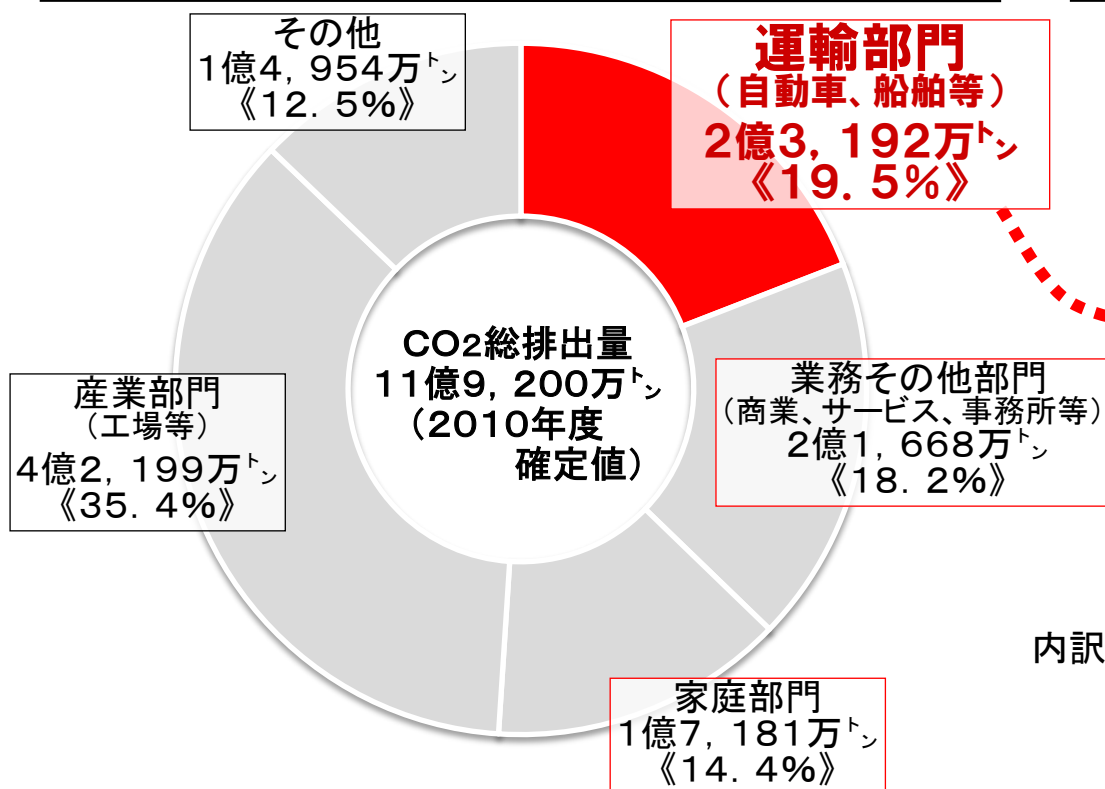 その他
1億4, 954万トン
《12. 5%》
運輸部門
（自動車、船舶等）
2億3, 192万トン
《19. 5%》
CO2総排出量
11億9, 200万トン
（2010年度
確定値）
産業部門
（工場等）
4億2, 199万トン
《35. 4%》
業務その他部門
（商業、サービス、事務所等）
2億1, 668万トン
《18. 2%》
内訳
家庭部門
1億7, 181万トン
《14. 4%》